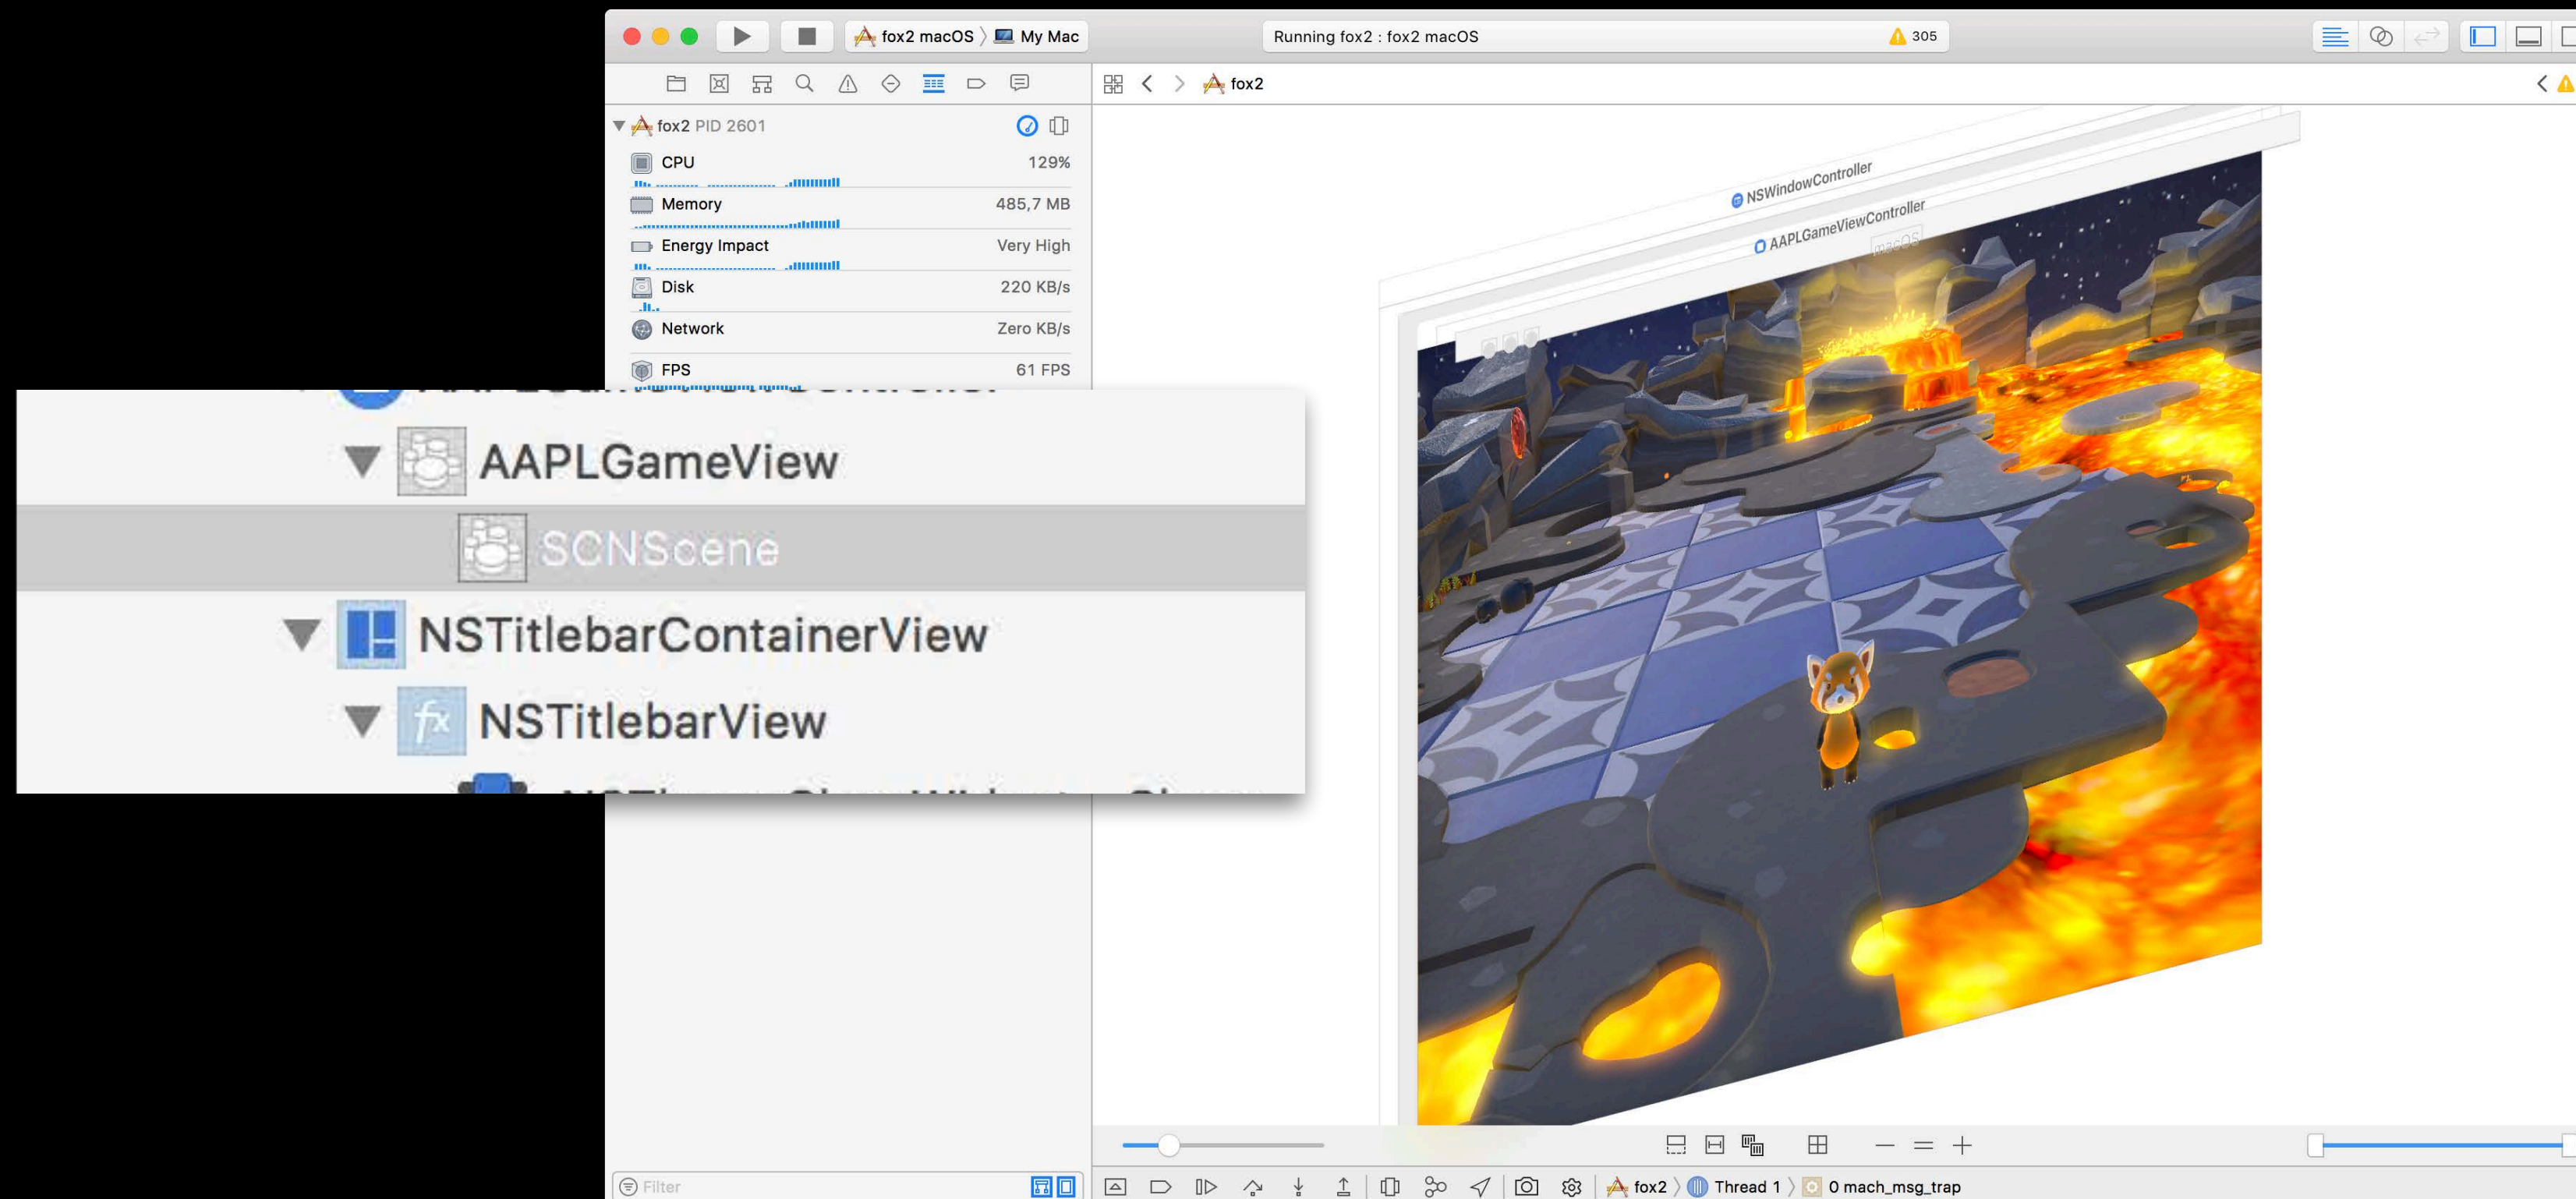 fox2 macOS My Mac
Running fox2 : fox2 macOS
305
fox2
fox2 PID 2601
CPU 129%
Memory 485,7 MB
Energy Impact Very High
Disk 220 KB/s
Network Zero KB/s
FPS 61 FPS
AAPLGameView
SCNScene
NSTitlebarContainerView
NSTitlebarView
NSWindowController
AAPLGameViewController
macOS
Filter
fox2 Thread 1 0 mach_msg_trap